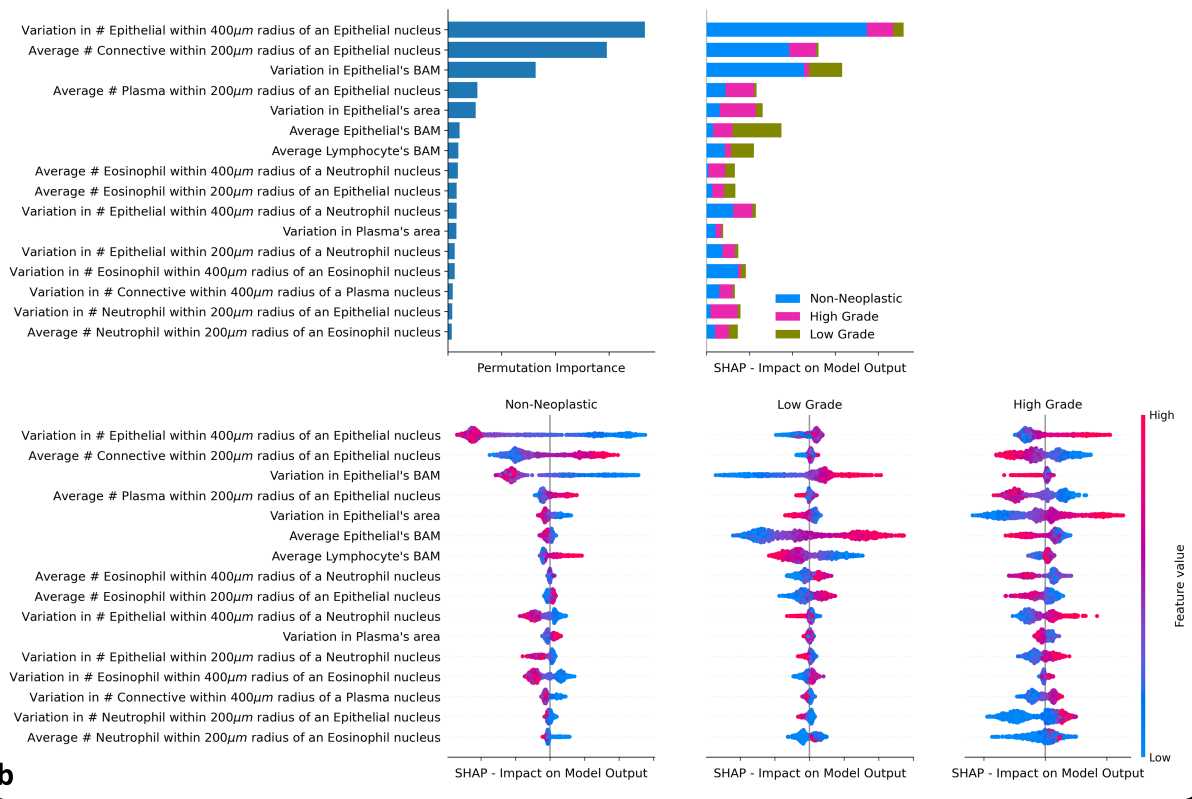 Variation in # Epithelial within 400μm radius of an Epithelial nucleus
Average # Connective within 200μm radius of an Epithelial nucleus
Variation in Epithelial's BAM
Average # Plasma within 200μm radius of an Epithelial nucleus
Variation in Epithelial's area
Average Epithelial's BAM
Average Lymphocyte's BAM
Average # Eosinophil within 400μm radius of a Neutrophil nucleus
Average # Eosinophil within 200μm radius of an Epithelial nucleus
Variation in # Epithelial within 400μm radius of a Neutrophil nucleus
Variation in Plasma's area
Variation in # Epithelial within 200μm radius of a Neutrophil nucleus
Variation in # Eosinophil within 400μm radius of an Eosinophil nucleus
Variation in # Connective within 400μm radius of a Plasma nucleus
Variation in # Neutrophil within 200μm radius of an Epithelial nucleus
Average # Neutrophil within 200μm radius of an Eosinophil nucleus
Permutation Importance
Non-Neoplastic
High Grade
Low Grade
SHAP - Impact on Model Output
Non-Neoplastic
Low Grade
High Grade
Variation in # Epithelial within 400μm radius of an Epithelial nucleus
Average # Connective within 200μm radius of an Epithelial nucleus
Variation in Epithelial's BAM
Average # Plasma within 200μm radius of an Epithelial nucleus
Variation in Epithelial's area
Average Epithelial's BAM
Average Lymphocyte's BAM
Average # Eosinophil within 400μm radius of a Neutrophil nucleus
Average # Eosinophil within 200μm radius of an Epithelial nucleus
Variation in # Epithelial within 400μm radius of a Neutrophil nucleus
Variation in Plasma's area
Variation in # Epithelial within 200μm radius of a Neutrophil nucleus
Variation in # Eosinophil within 400μm radius of an Eosinophil nucleus
Variation in # Connective within 400μm radius of a Plasma nucleus
Variation in # Neutrophil within 200μm radius of an Epithelial nucleus
Average # Neutrophil within 200μm radius of an Eosinophil nucleus
SHAP - Impact on Model Output
SHAP - Impact on Model Output
SHAP - Impact on Model Output
High
Feature value
Low
b